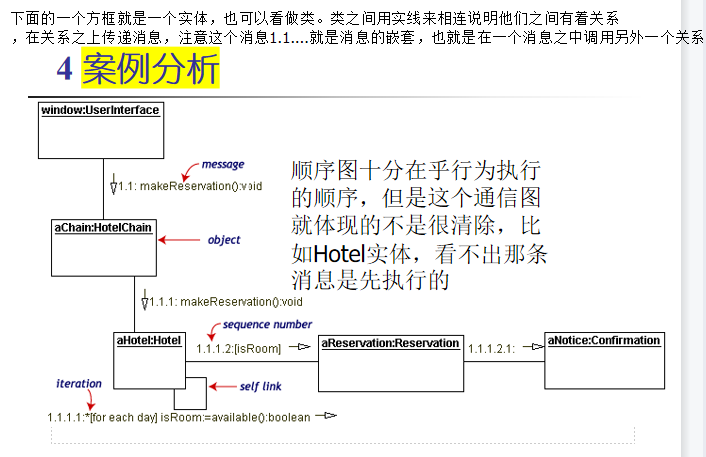 下面的一个方框就是一个实体，也可以看做类。类之间用实线来相连说明他们之间有着关系
，在关系之上传递消息，注意这个消息1.1....就是消息的嵌套，也就是在一个消息之中调用另外一个关系
4 案例分析
window:UserInterface
message
1.1: makeReservation():void
顺序图十分在乎行为执行
的顺序，但是这个通信图
就体现的不是很清除，比
如Hotel实体，看不出那条
消息是先执行的
aChain:HotelChain
object
1.1.1: makeReservation():void
sequence number
aHotel:Hotel
1.1.1.2:[isRoom]
aReservation:Reservation
1.1.1.2.1:
aNotice:Confirmation
iteration
self link
1.1.1.1:*[for each day] isRoom:=available():boolean